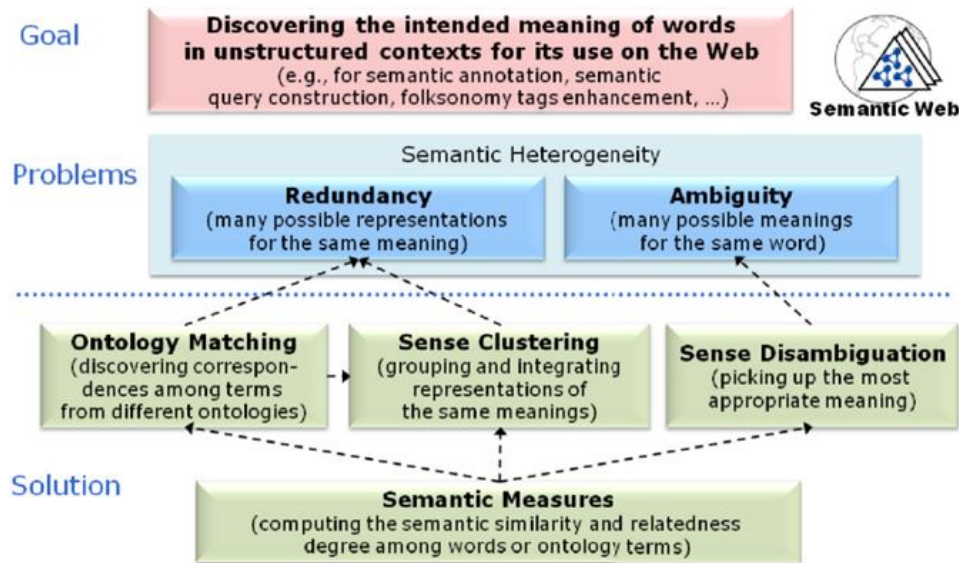 Goal
Discovering the intended meaning of words
in unstructured contexts for its use on the Web
(e.g., for semantic annotation, semantic
query construction, folksonomy tags enhancement, ...)
Semantic Web
Problems
Semantic Heterogeneity
Redundancy
(many possible representations
for the same meaning)
Ambiguity
(many possible meanings
for the same word)
Ontology Matching
(discovering correspon-
dences among terms
from different ontologies)
Sense Clustering
(grouping and integrating
representations of
the same meanings)
Sense Disambiguation
(picking up the most
appropriate meaning)
Solution
Semantic Measures
(computing the semantic similarity and relatedness
degree among words or ontology terms)